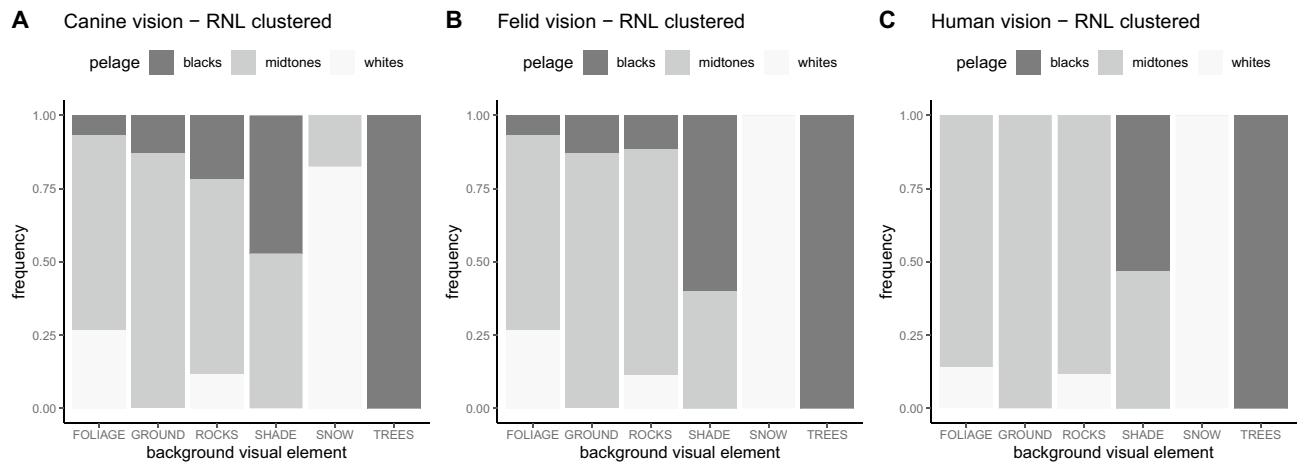 A Canine vision − RNL clustered
pelage blacks midtones whites
frequency
1.00
0.75
0.50
0.25
0.00
FOLIAGE GROUND ROCKS SHADE SNOW TREES
background visual element
B Felid vision − RNL clustered
pelage blacks midtones whites
frequency
1.00
0.75
0.50
0.25
0.00
FOLIAGE GROUND ROCKS SHADE SNOW TREES
background visual element
C Human vision − RNL clustered
pelage blacks midtones whites
frequency
1.00
0.75
0.50
0.25
0.00
FOLIAGE GROUND ROCKS SHADE SNOW TREES
background visual element